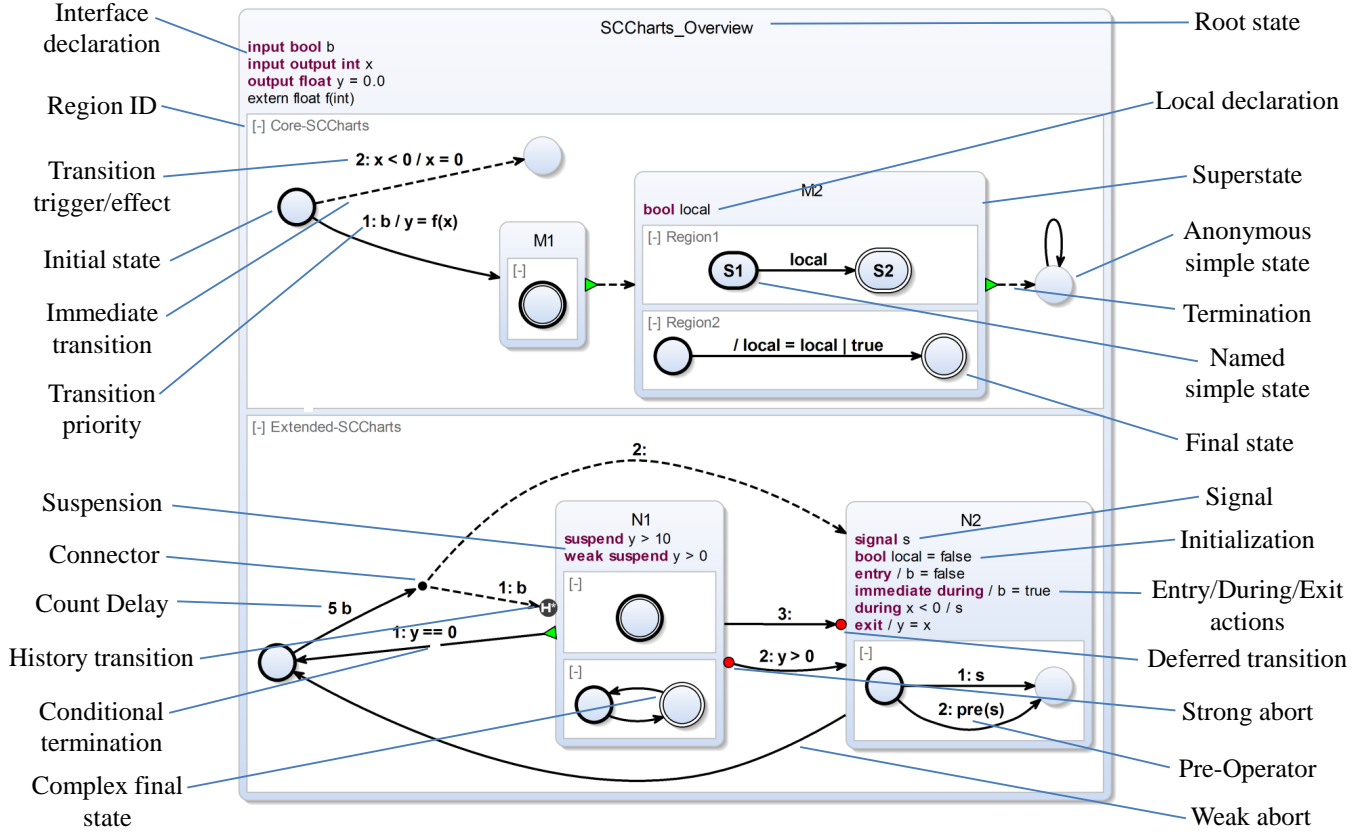 Interface
declaration
Region ID
Transition
trigger/effect
Initial state
Immediate
transition
Transition
priority
Suspension
Connector
Count Delay
History transition
Conditional
termination
Complex final
state
SCCharts_Overview
input bool b
input output int x
output float y = 0.0
extern float f(int)
[-] Core-SCCharts
2: x < 0 / x = 0
1: b / y = f(x)
M1
[-]
M2
bool local
[-] Region1
S1
local
S2
[-] Region2
/ local = local | true
[-] Extended-SCCharts
2:
5 b
1: b
H*
1: y == 0
N1
suspend y > 10
weak suspend y > 0
[-]
[-]
3:
2: y > 0
N2
signal s
bool local = false
entry / b = false
immediate during / b = true
during x < 0 / s
exit / y = x
[-]
1: s
2: pre(s)
Root state
Local declaration
Superstate
Anonymous
simple state
Termination
Named
simple state
Final state
Signal
Initialization
Entry/During/Exit
actions
Deferred transition
Strong abort
Pre-Operator
Weak abort